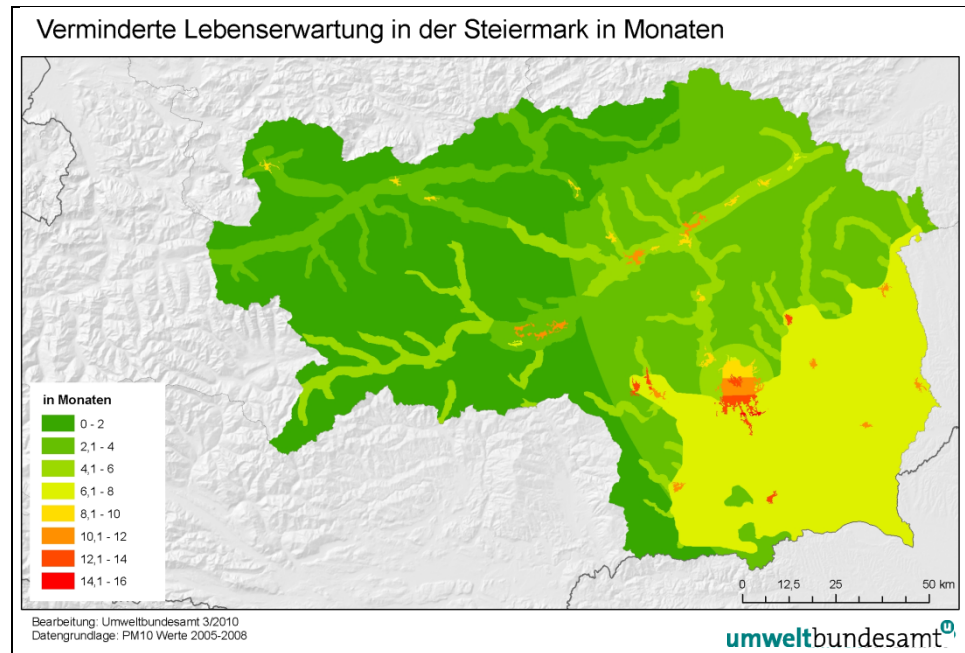 Verminderte Lebenserwartung in der Steiermark in Monaten
in Monaten
0 - 2
2,1 - 4
4,1 - 6
6,1 - 8
8,1 - 10
10,1 - 12
12,1 - 14
14,1 - 16
0 12,5 25 50 km
Bearbeitung: Umweltbundesamt 3/2010
Datengrundlage: PM10 Werte 2005-2008
umweltbundesamt u